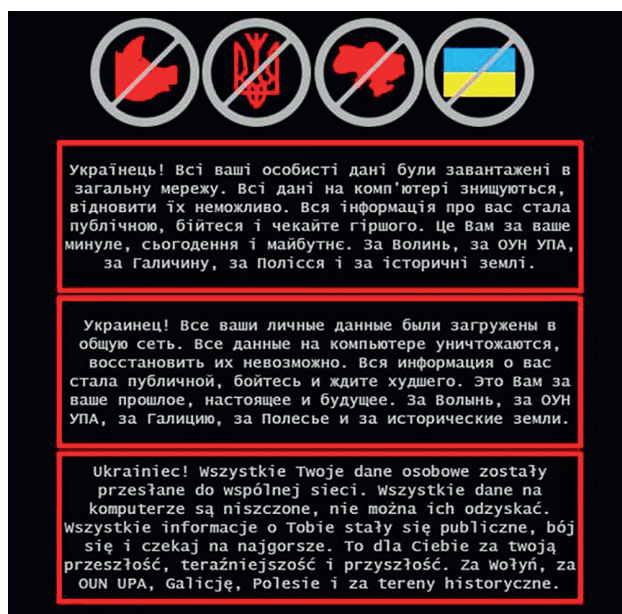 Українець! Всі ваші особисті дані були завантажені в
загальну мережу. Всі дані на комп'ютері знищуються,
відновити їх неможливо. Вся інформація про вас стала
публічною, бійтеся і чекайте гіршого. Це Вам за ваше
минуле, сьогодення і майбутнє. За Волинь, за ОУН УПА,
за Галичину, за Полісся і за історичні землі.
Украинец! Все ваши личные данные были загружены в
общую сеть. Все данные на компьютере уничтожаются,
восстановить их невозможно. Вся информация о вас
стала публичной, бойтесь и ждите худшего. Это Вам за
ваше прошлое, настоящее и будущее. За Волынь, за ОУН
УПА, за Галицию, за Полесье и за исторические земли.
Ukrainiec! Wszystkie Twoje dane osobowe zostały
przesłane do wspólnej sieci. Wszystkie dane na
komputerze są niszczone, nie można ich odzyskać.
Wszystkie informacje o Tobie stały się publiczne, bój
się i czekaj na najgorsze. To dla Ciebie za twoją
przeszłość, teraźniejszość i przyszłość. Za Wołyń, za
OUN UPA, Galicję, Polesie i za tereny historyczne.